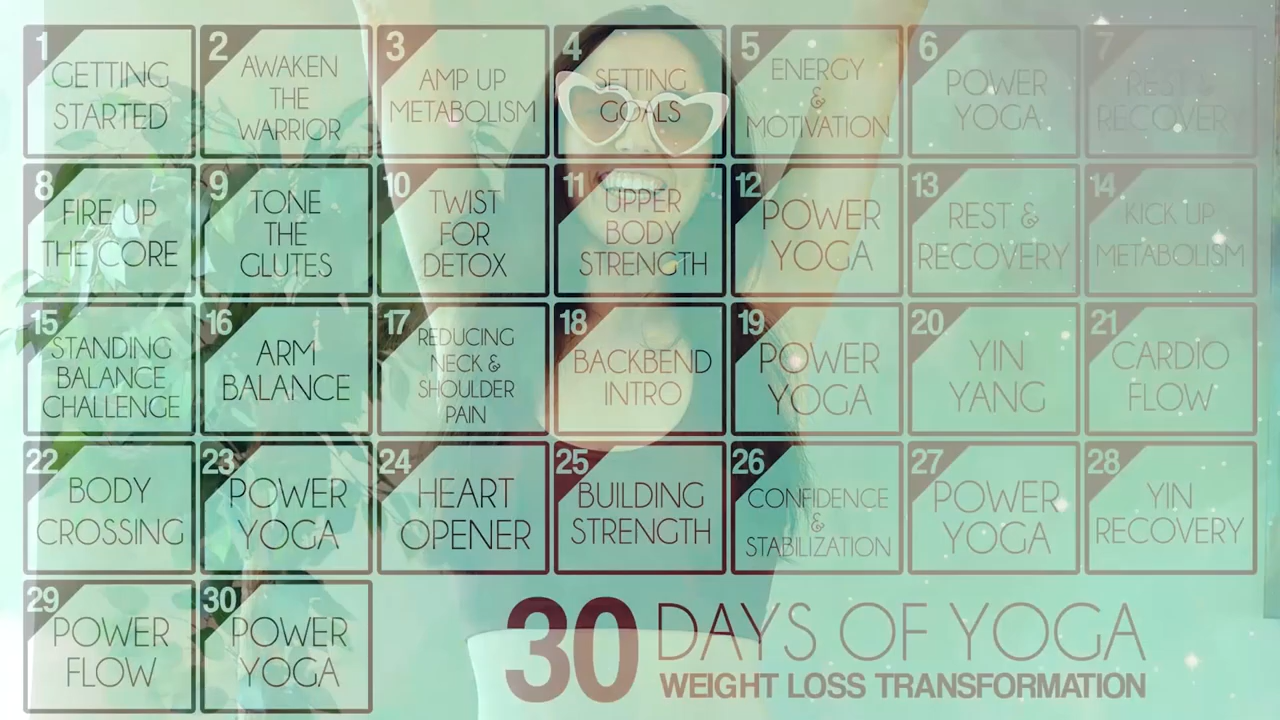 1
GETTING
STARTED
2
AWAKEN
THE
WARRIOR
3
AMP UP
METABOLISM
4
SETTING
GOALS
5
ENERGY
&
MOTIVATION
6
POWER
YOGA
7
REST &
RECOVERY
8
FIRE UP
THE CORE
9
TONE
THE
GLUTES
10
TWIST
FOR
DETOX
11
UPPER
BODY
STRENGTH
12
POWER
YOGA
13
REST &
RECOVERY
14
KICK UP
METABOLISM
15
STANDING
BALANCE
CHALLENGE
16
ARM
BALANCE
17
REDUCING
NECK &
SHOULDER
PAIN
18
BACKBEND
INTRO
19
POWER
YOGA
20
YIN
YANG
21
CARDIO
FLOW
22
BODY
CROSSING
23
POWER
YOGA
24
HEART
OPENER
25
BUILDING
STRENGTH
26
CONFIDENCE
&
STABILIZATION
27
POWER
YOGA
28
YIN
RECOVERY
29
POWER
FLOW
30
POWER
YOGA
30 DAYS OF YOGA
WEIGHT LOSS TRANSFORMATION